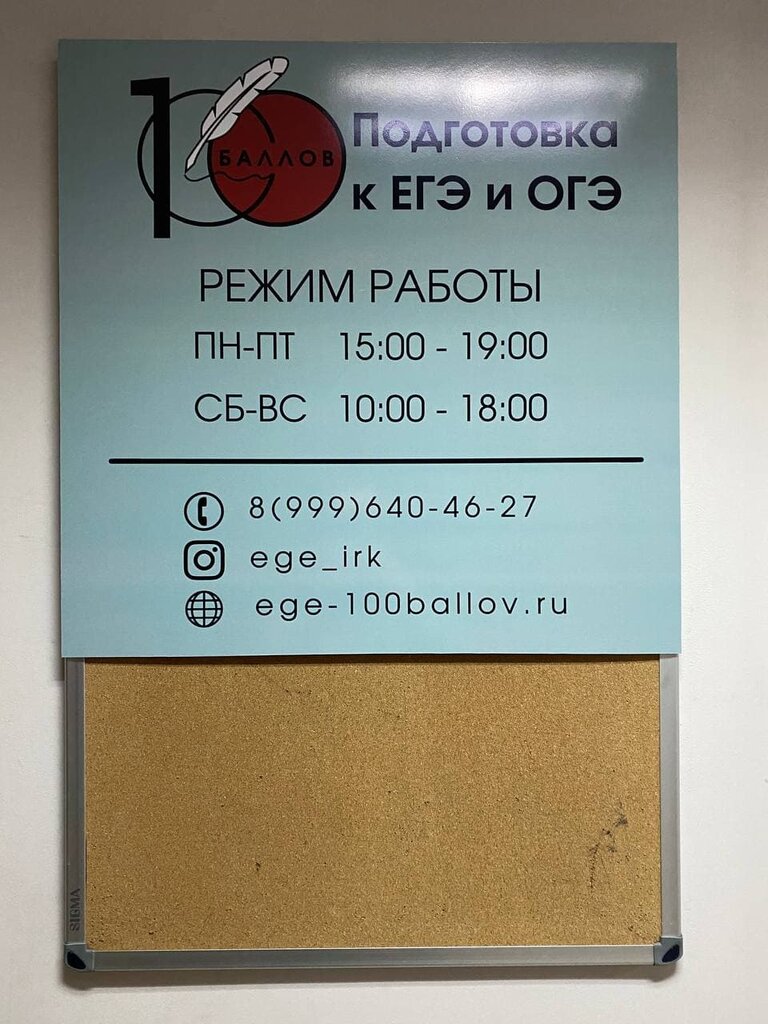 100 БАЛЛОВ
Подготовка
к ЕГЭ и ОГЭ
РЕЖИМ РАБОТЫ
ПН-ПТ 15:00 - 19:00
СБ-ВС 10:00 - 18:00
8(999)640-46-27
ege_irk
ege-100ballov.ru
SIGMA